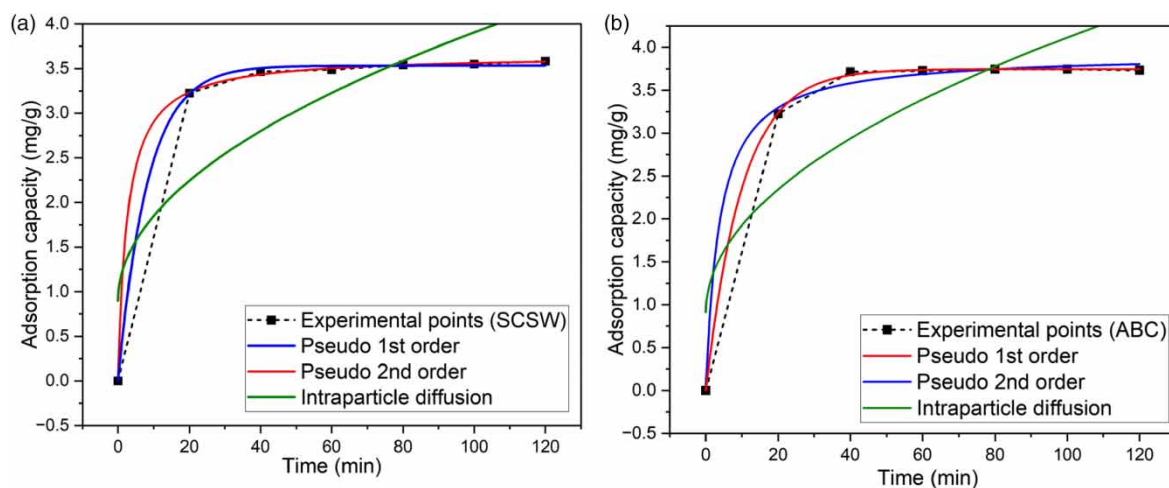 (a)
Adsorption capacity (mg/g)
4.0
3.5
3.0
2.5
2.0
1.5
1.0
0.5
0.0
−0.5
Experimental points (SCSW)
Pseudo 1st order
Pseudo 2nd order
Intraparticle diffusion
0 20 40 60 80 100 120
Time (min)
(b)
Adsorption capacity (mg/g)
4.0
3.5
3.0
2.5
2.0
1.5
1.0
0.5
0.0
−0.5
Experimental points (ABC)
Pseudo 1st order
Pseudo 2nd order
Intraparticle diffusion
0 20 40 60 80 100 120
Time (min)